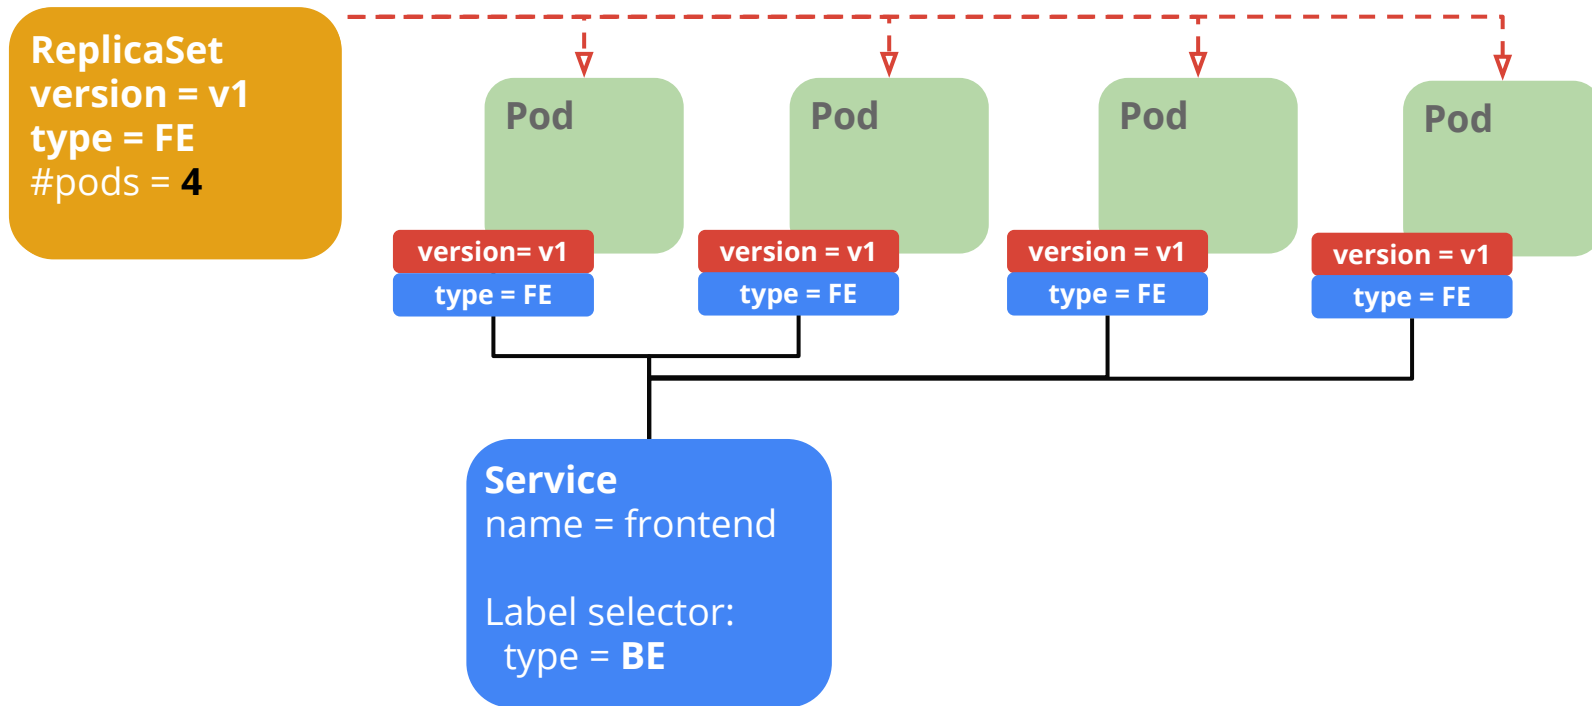 ReplicaSet
version = v1
type = FE
#pods = 4
Pod
Pod
Pod
Pod
version= v1
type = FE
version = v1
type = FE
version = v1
type = FE
version = v1
type = FE
Service
name = frontend
Label selector:
type = BE